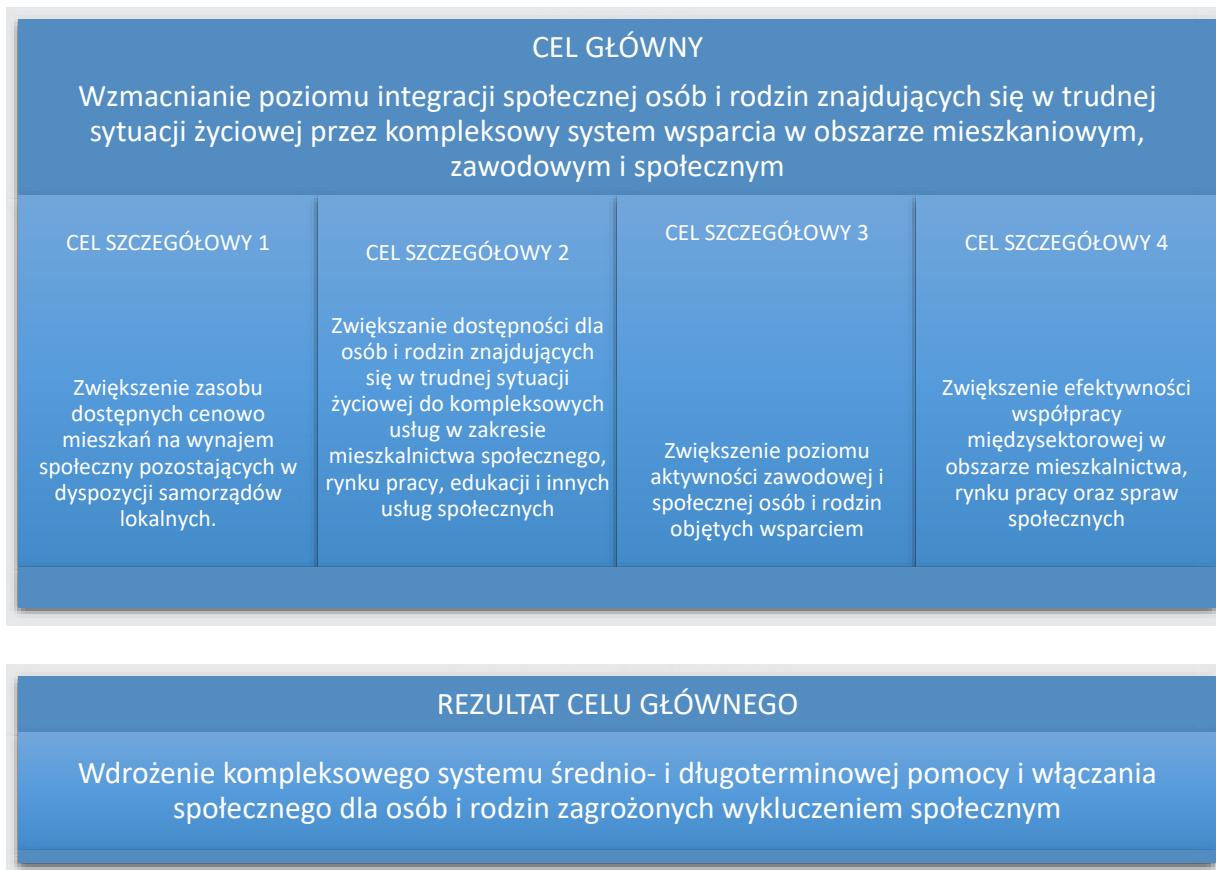 CEL GŁÓWNY
Wzmacnianie poziomu integracji społecznej osób i rodzin znajdujących się w trudnej
sytuacji życiowej przez kompleksowy system wsparcia w obszarze mieszkaniowym,
zawodowym i społecznym
CEL SZCZEGÓŁOWY 1
Zwiększenie zasobu
dostępnych cenowo
mieszkań na wynajem
społeczny pozostających w
dyspozycji samorządów
lokalnych.
CEL SZCZEGÓŁOWY 2
Zwiększanie dostępności dla
osób i rodzin znajdujących
się w trudnej sytuacji
życiowej do kompleksowych
usług w zakresie
mieszkalnictwa społecznego,
rynku pracy, edukacji i innych
usług społecznych
CEL SZCZEGÓŁOWY 3
Zwiększenie poziomu
aktywności zawodowej i
społecznej osób i rodzin
objętych wsparciem
CEL SZCZEGÓŁOWY 4
Zwiększenie efektywności
współpracy
międzysektorowej w
obszarze mieszkalnictwa,
rynku pracy oraz spraw
społecznych
REZULTAT CELU GŁÓWNEGO
Wdrożenie kompleksowego systemu średnio- i długoterminowej pomocy i włączania
społecznego dla osób i rodzin zagrożonych wykluczeniem społecznym